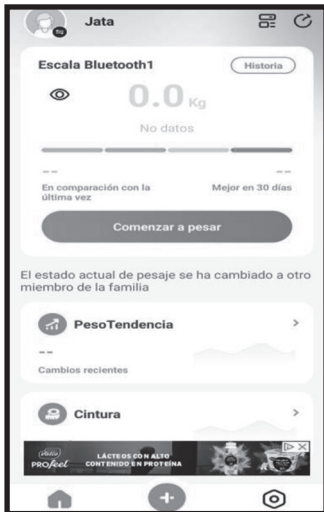 Jata
Escala Bluetooth1
Historia
0.0 Kg
No datos
-- --
En comparación con la última vez
Mejor en 30 días
Comenzar a pesar
El estado actual de pesaje se ha cambiado a otro
miembro de la familia
PesoTendencia
--
Cambios recientes
Cintura
PROfeel
LÁCTEOS CON ALTO
CONTENIDO EN PROTEÍNA